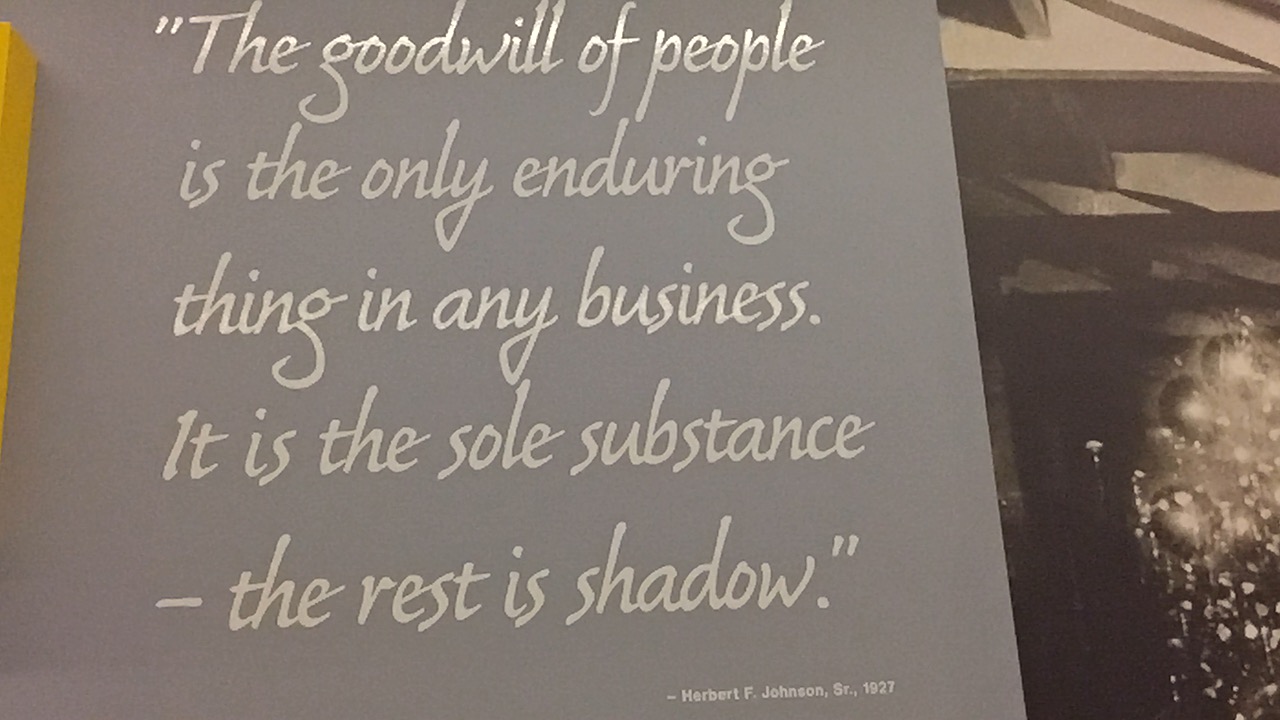 "The goodwill of people
is the only enduring
thing in any business.
It is the sole substance
– the rest is shadow."
– Herbert F. Johnson, Sr., 1927